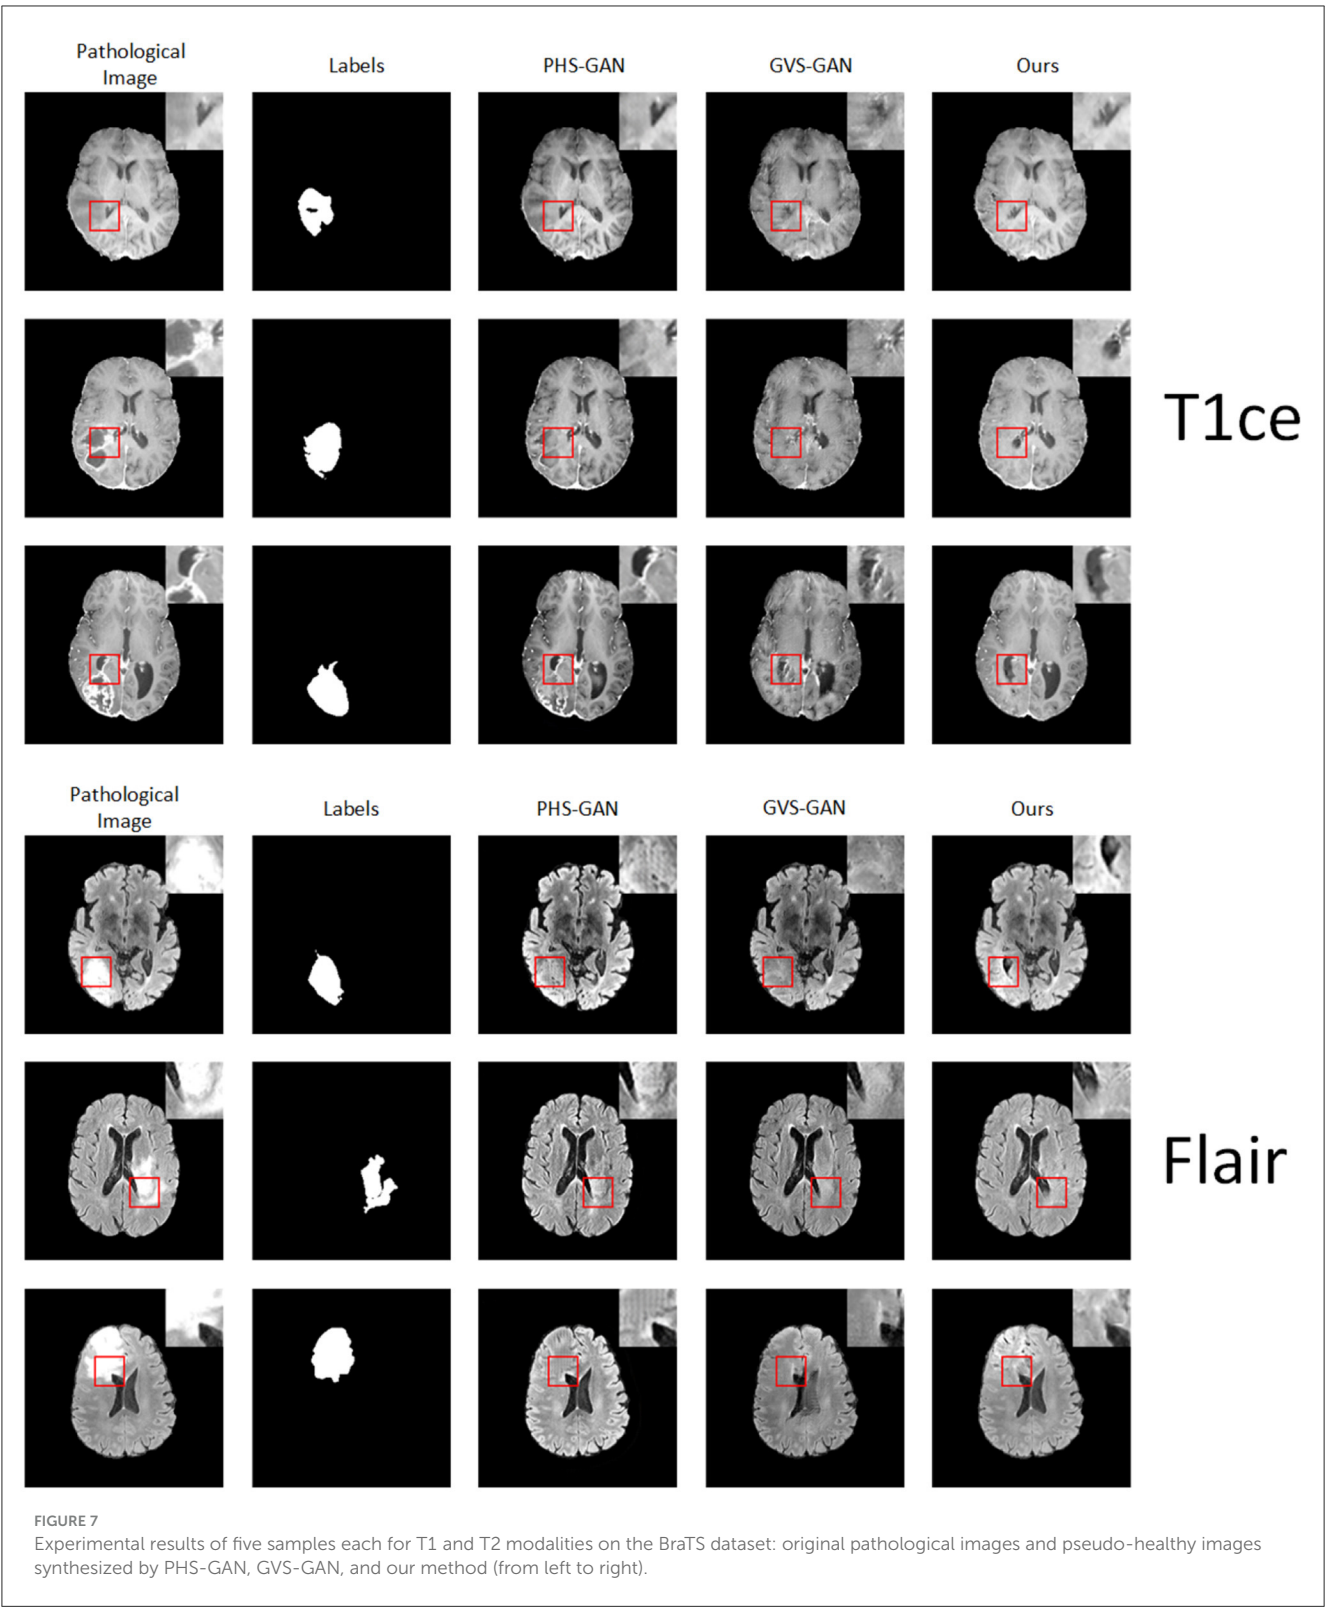 Pathological
Image
Labels
PHS-GAN
GVS-GAN
Ours
T1ce
Pathological
Image
Labels
PHS-GAN
GVS-GAN
Ours
Flair
FIGURE 7
Experimental results of five samples each for T1 and T2 modalities on the BraTS dataset: original pathological images and pseudo-healthy images
synthesized by PHS-GAN, GVS-GAN, and our method (from left to right).